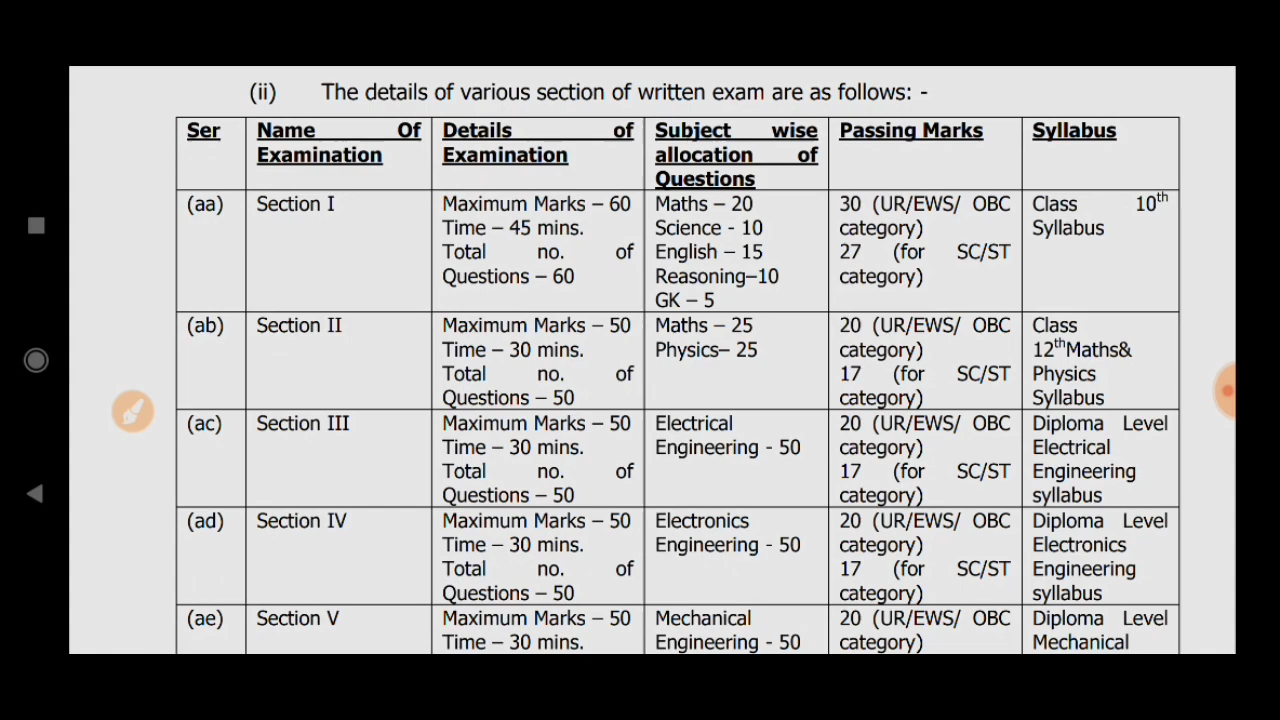 (ii) The details of various section of written exam are as follows: -
Ser
Name Of
Examination
Details of
Examination
Subject wise
allocation of
Questions
Passing Marks
Syllabus
(aa)
Section I
Maximum Marks – 60
Time – 45 mins.
Total no. of
Questions – 60
Maths – 20
Science - 10
English – 15
Reasoning–10
GK – 5
30 (UR/EWS/ OBC
category)
27 (for SC/ST
category)
Class 10th
Syllabus
(ab)
Section II
Maximum Marks – 50
Time – 30 mins.
Total no. of
Questions – 50
Maths – 25
Physics– 25
20 (UR/EWS/ OBC
category)
17 (for SC/ST
category)
Class
12thMaths&
Physics
Syllabus
(ac)
Section III
Maximum Marks – 50
Time – 30 mins.
Total no. of
Questions – 50
Electrical
Engineering - 50
20 (UR/EWS/ OBC
category)
17 (for SC/ST
category)
Diploma Level
Electrical
Engineering
syllabus
(ad)
Section IV
Maximum Marks – 50
Time – 30 mins.
Total no. of
Questions – 50
Electronics
Engineering - 50
20 (UR/EWS/ OBC
category)
17 (for SC/ST
category)
Diploma Level
Electronics
Engineering
syllabus
(ae)
Section V
Maximum Marks – 50
Time – 30 mins.
Mechanical
Engineering - 50
20 (UR/EWS/ OBC
category)
Diploma Level
Mechanical